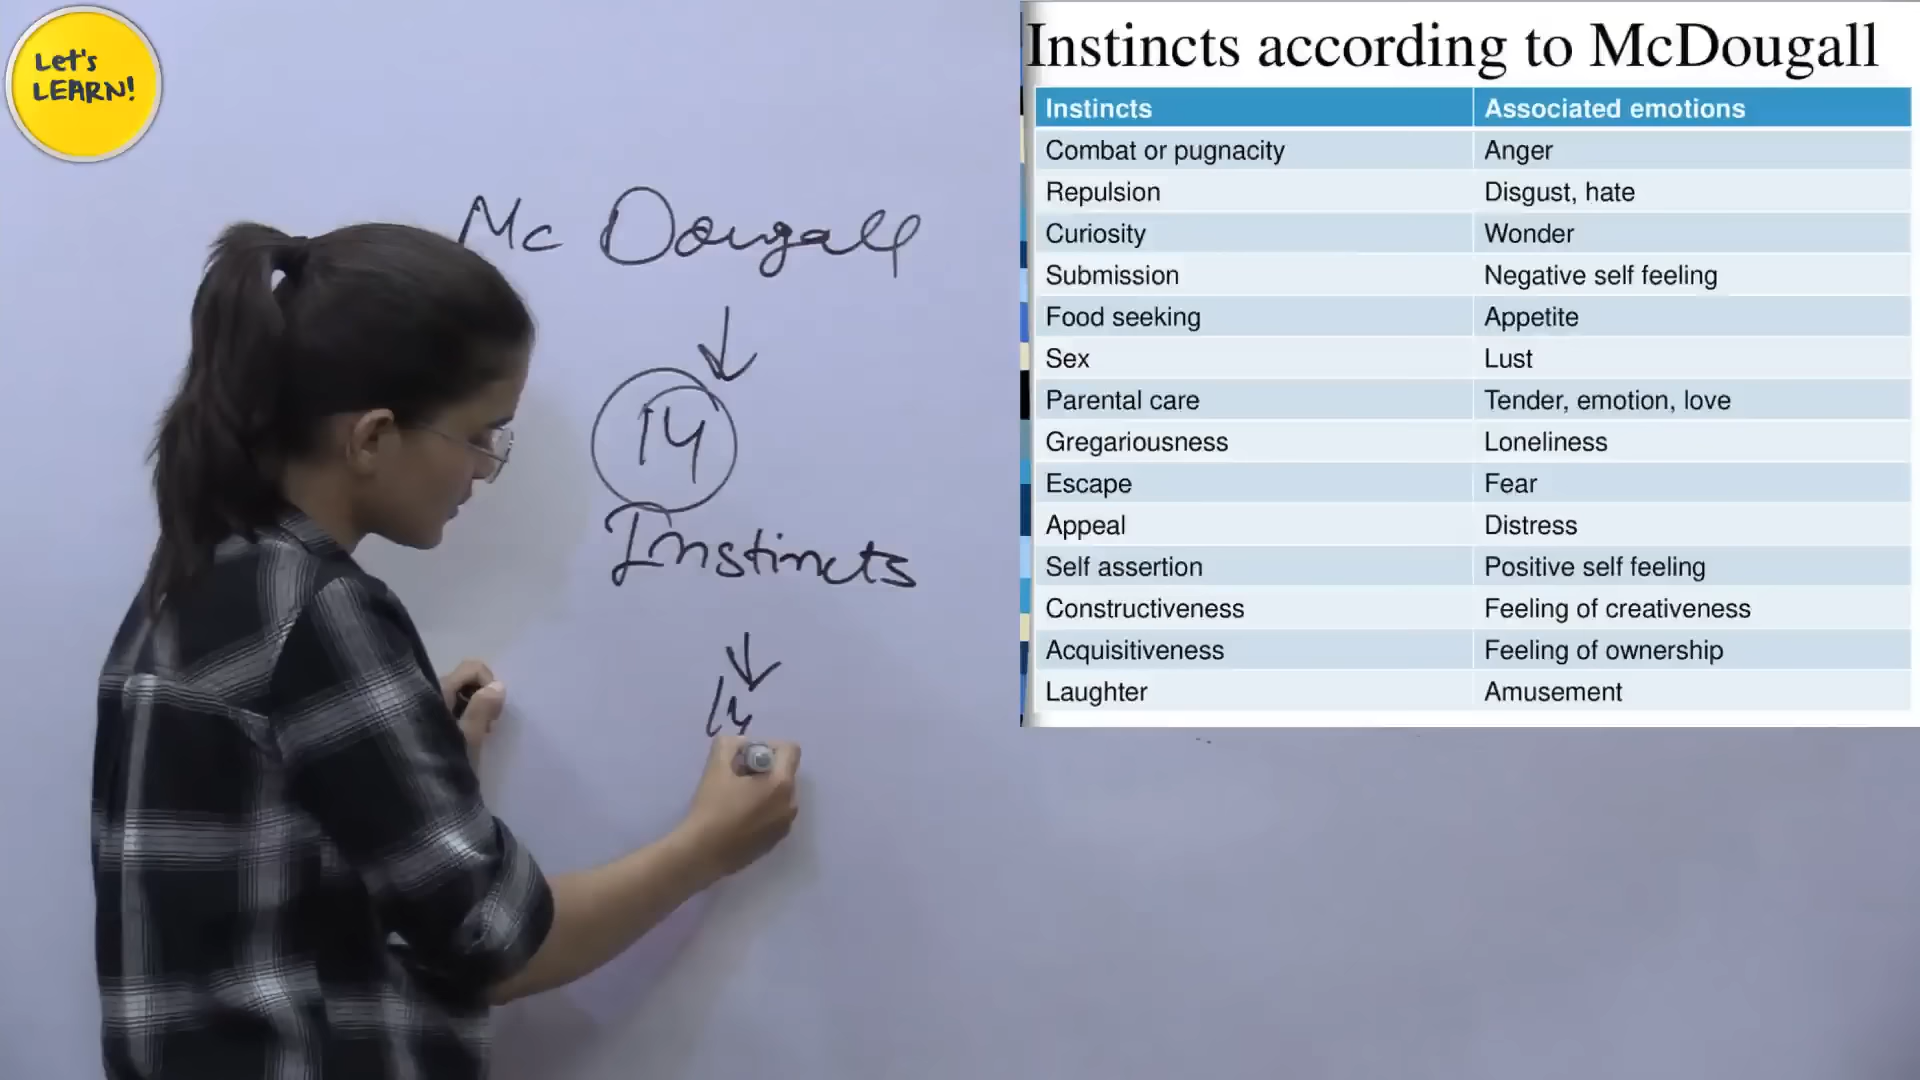 Let's
LEARN!
Mc Dougall
14
Instincts
14
Instincts according to McDougall
Instincts Associated emotions
Combat or pugnacity Anger
Repulsion Disgust, hate
Curiosity Wonder
Submission Negative self feeling
Food seeking Appetite
Sex Lust
Parental care Tender, emotion, love
Gregariousness Loneliness
Escape Fear
Appeal Distress
Self assertion Positive self feeling
Constructiveness Feeling of creativeness
Acquisitiveness Feeling of ownership
Laughter Amusement